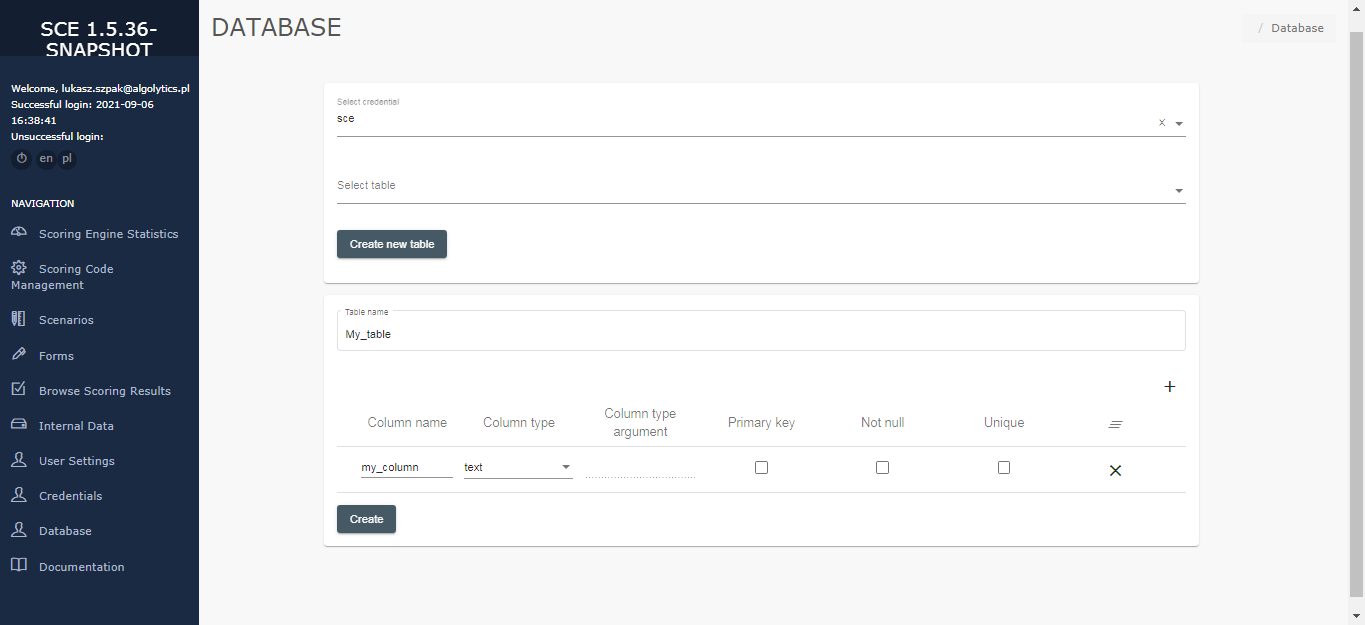 SCE 1.5.36-
SNAPSHOT
Welcome, lukasz.szpak@algolytics.pl
Successful login: 2021-09-06
16:38:41
Unsuccessful login:
en pl
NAVIGATION
Scoring Engine Statistics
Scoring Code
Management
Scenarios
Forms
Browse Scoring Results
Internal Data
User Settings
Credentials
Database
Documentation
DATABASE
/ Database
Select credential
sce
Select table
Create new table
Table name
My_table
Column name Column type Column type argument Primary key Not null Unique
my_column text
Create